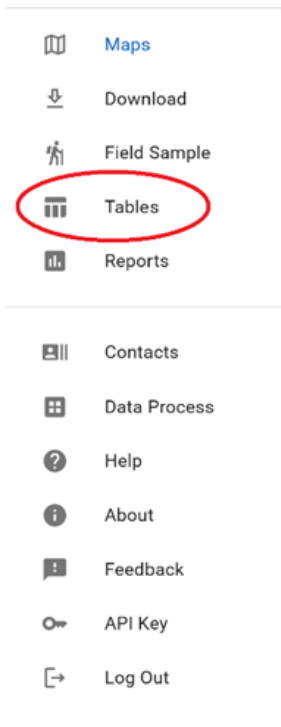 Maps
Download
Field Sample
Tables
Reports
Contacts
Data Process
Help
About
Feedback
API Key
Log Out